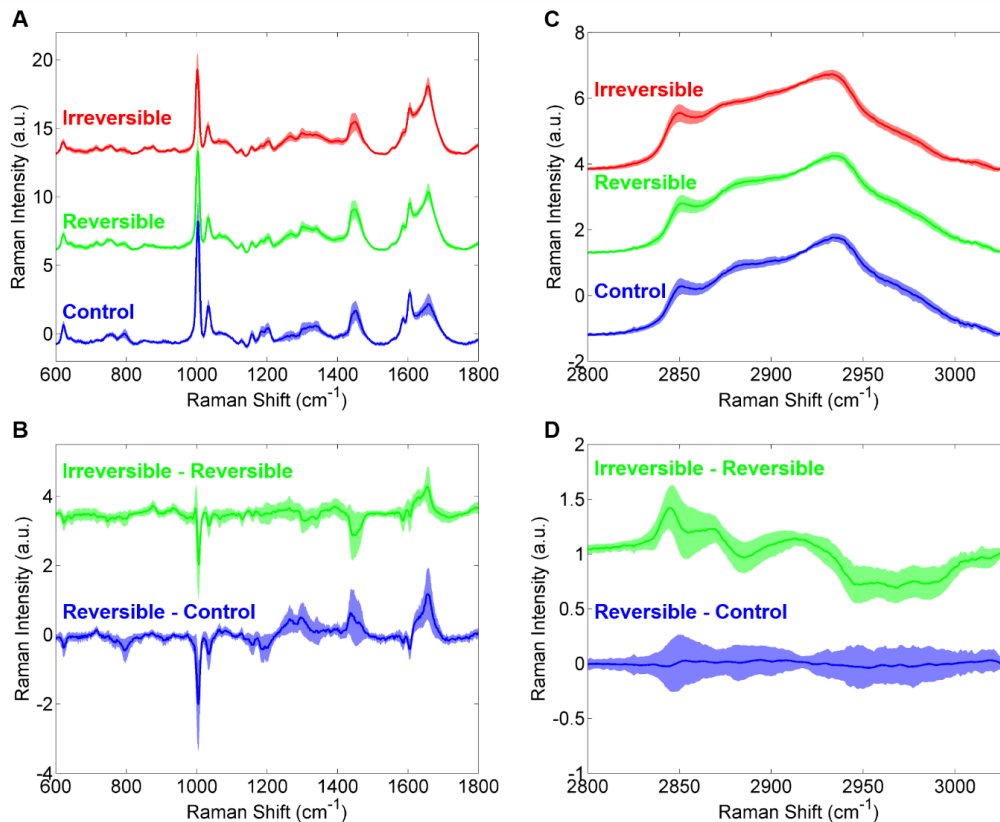 A
Raman Intensity (a.u.)
20
15
10
5
0
Irreversible
Reversible
Control
600 800 1000 1200 1400 1600 1800
Raman Shift (cm⁻¹)
C
Raman Intensity (a.u.)
8
6
4
2
0
-2
Irreversible
Reversible
Control
2800 2850 2900 2950 3000
Raman Shift (cm⁻¹)
B
Raman Intensity (a.u.)
4
2
0
-2
-4
Irreversible - Reversible
Reversible - Control
600 800 1000 1200 1400 1600 1800
Raman Shift (cm⁻¹)
D
Raman Intensity (a.u.)
2
1.5
1
0.5
0
-0.5
-1
Irreversible - Reversible
Reversible - Control
2800 2850 2900 2950 3000
Raman Shift (cm⁻¹)